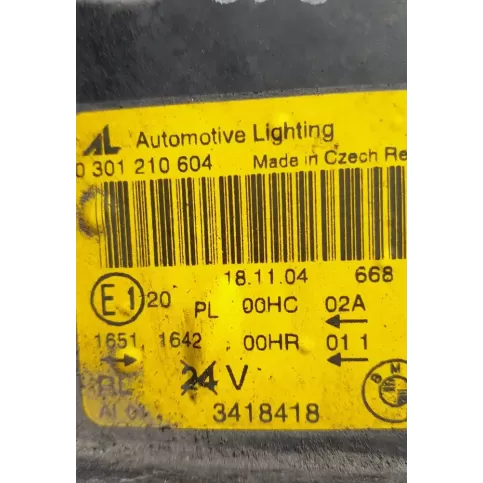 AL Automotive Lighting
0 301 210 604 Made in Czech Re
18.11.04 668
E1 20 PL 00HC 02A
1651, 1642 00HR 01 1
24 V BM
3418418